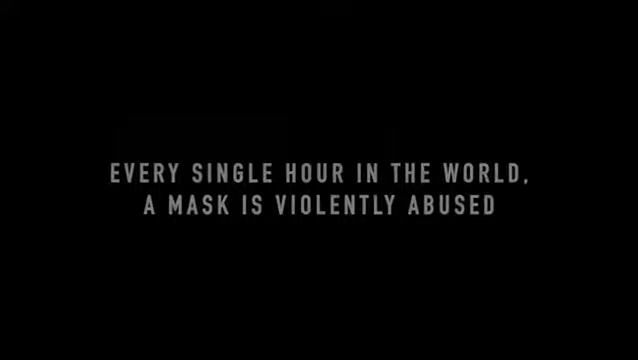 EVERY SINGLE HOUR IN THE WORLD,
A MASK IS VIOLENTLY ABUSED